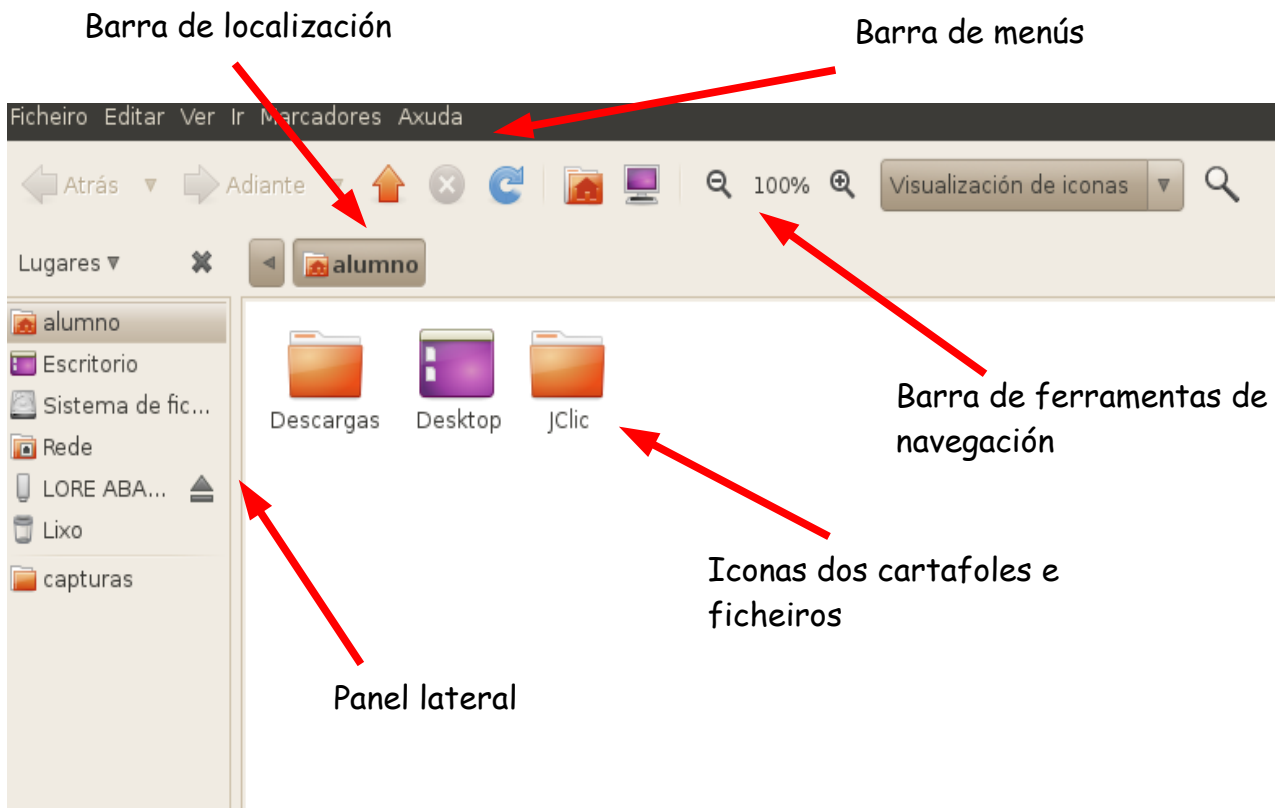 Barra de localización
Barra de menús
Ficheiro Editar Ver Ir Marcadores Axuda
Atrás Adiante 100% Visualización de iconas
Lugares alumno
alumno
Escritorio
Sistema de fic...
Rede
LORE ABA...
Lixo
capturas
Descargas Desktop JClic
Barra de ferramentas de
navegación
Iconas dos cartafoles e
ficheiros
Panel lateral